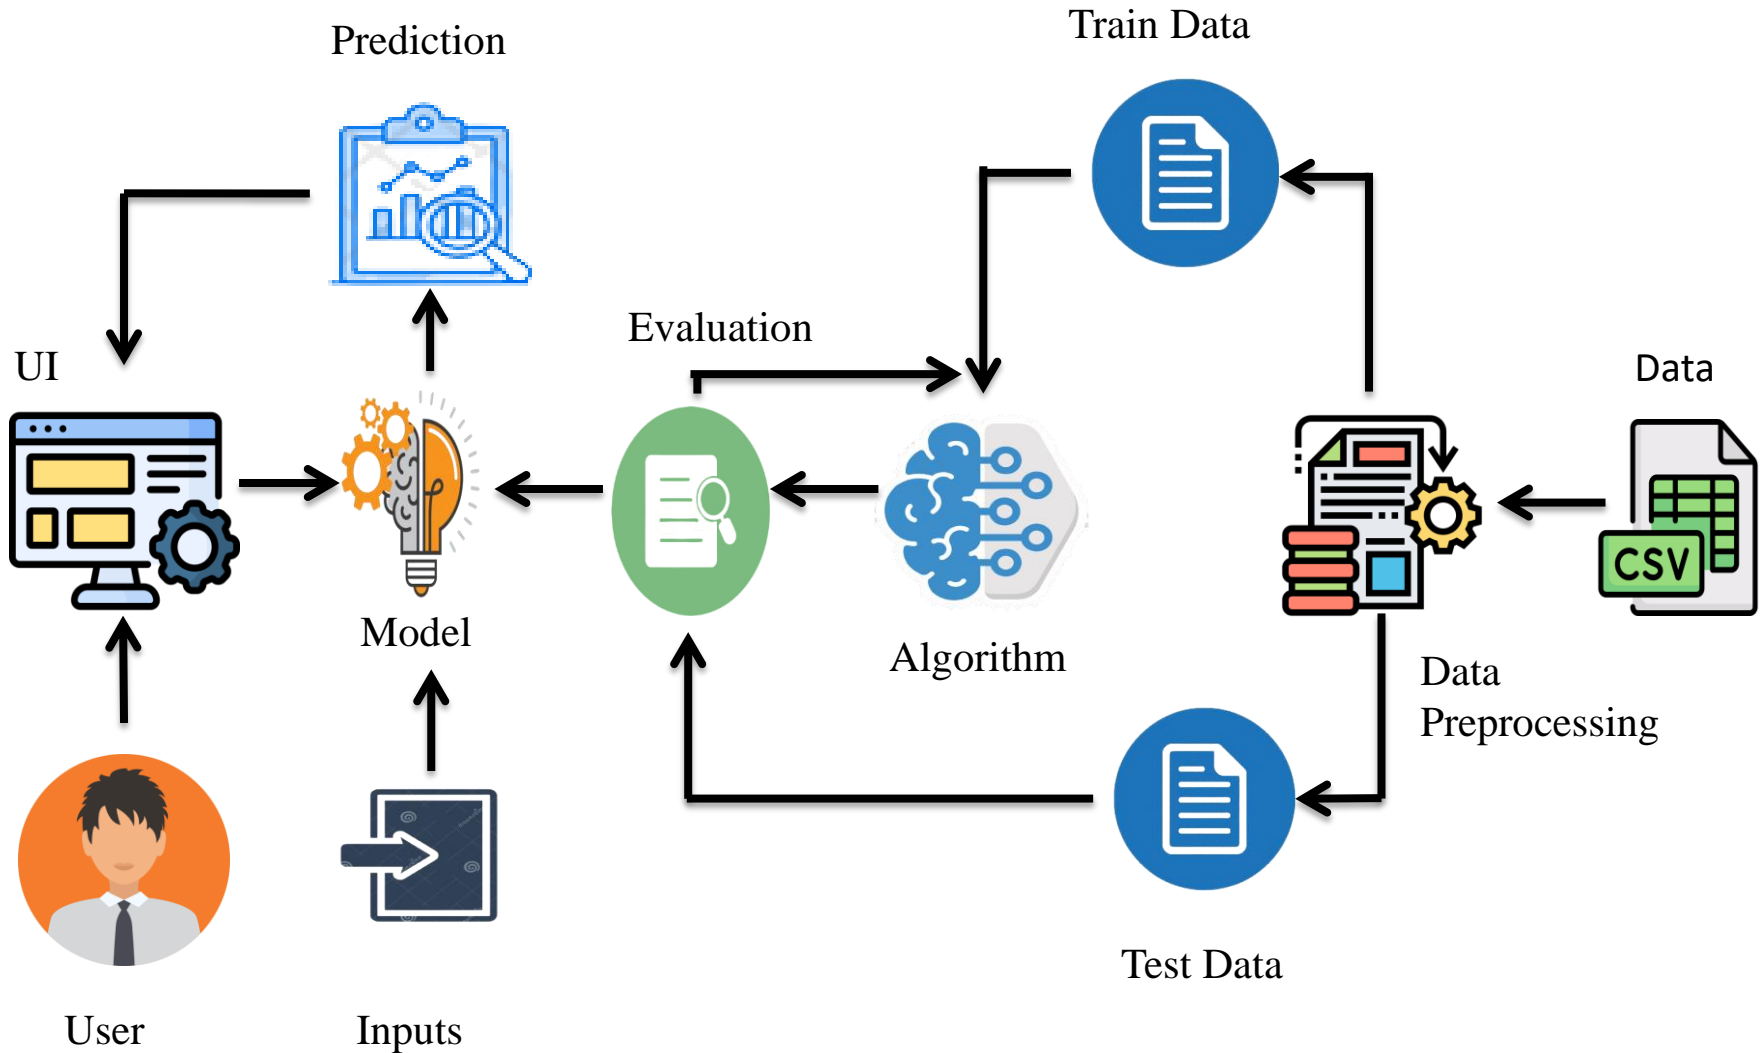 Train Data
Prediction
Evaluation
UI
Data
CSV
Model
Algorithm
Data
Preprocessing
Test Data
User
Inputs